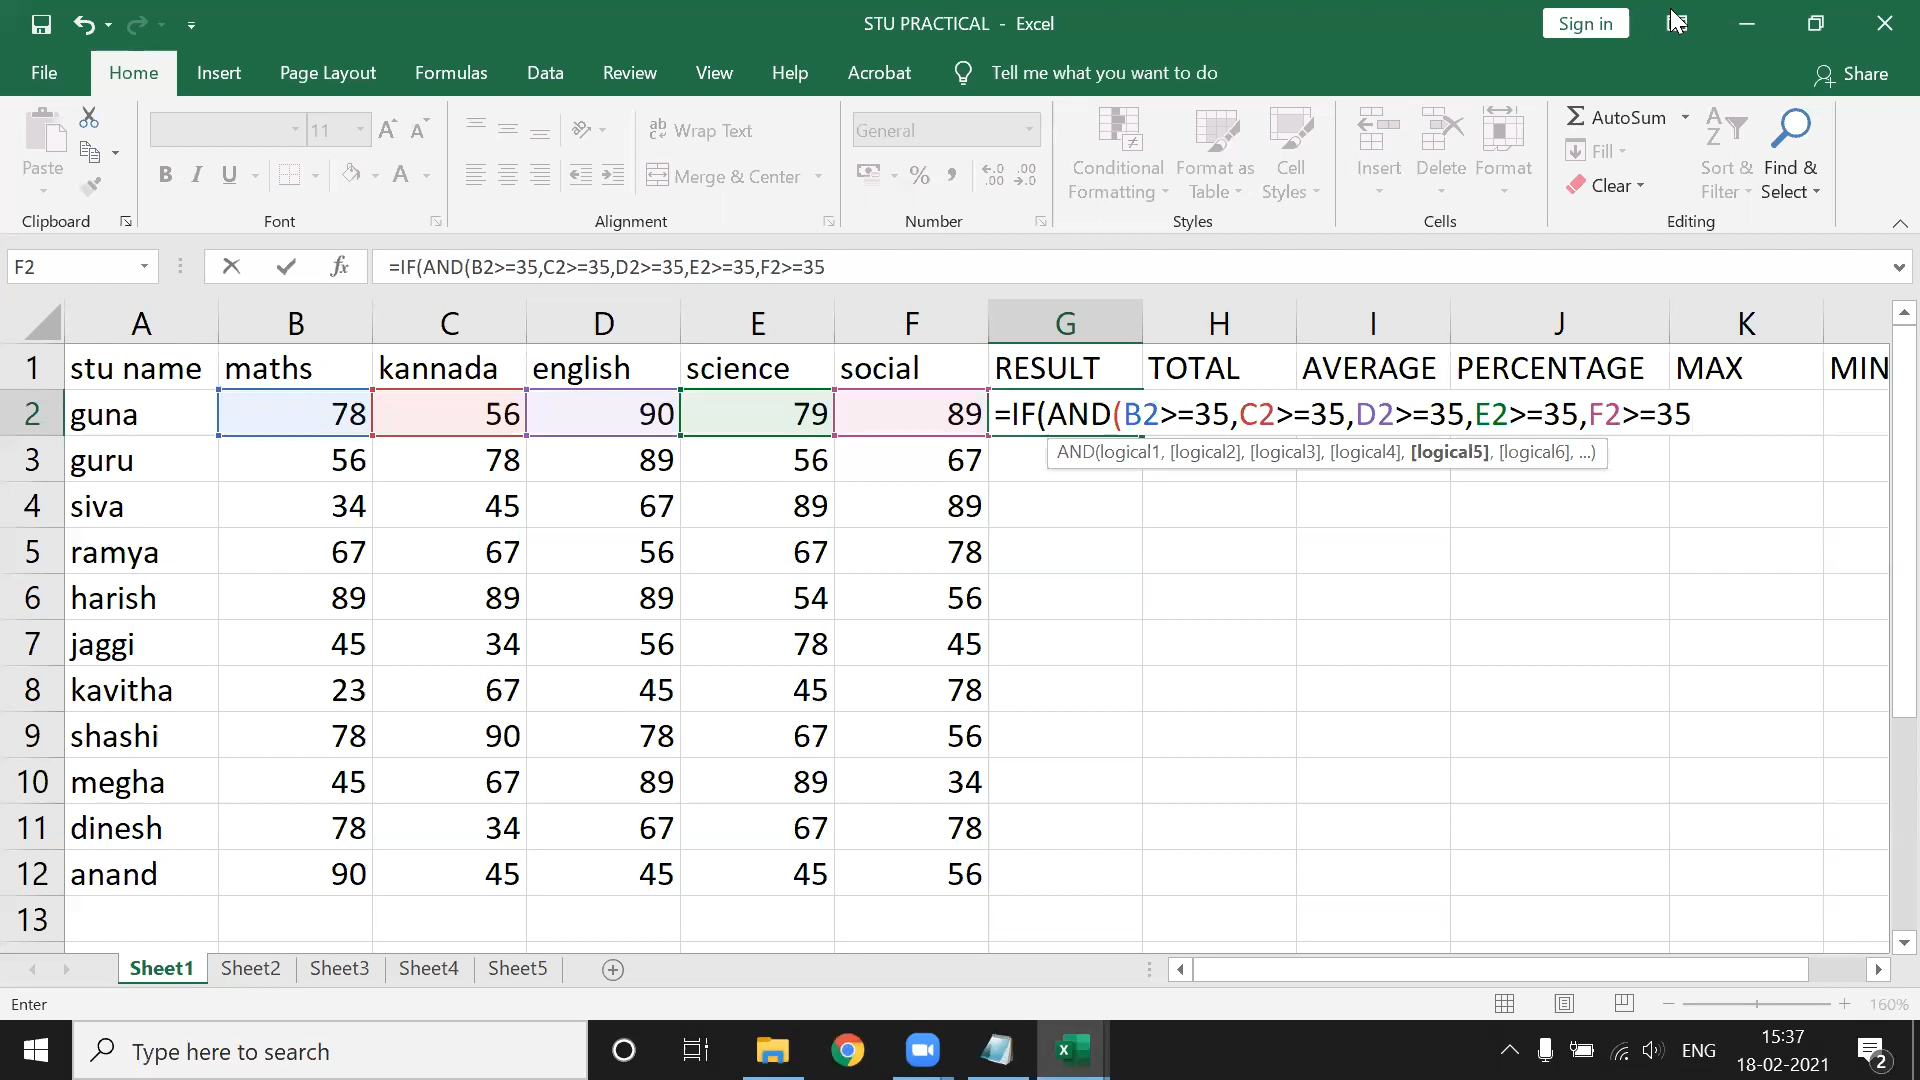 STU PRACTICAL - Excel
Sign in
File Home Insert Page Layout Formulas Data Review View Help Acrobat Tell me what you want to do Share
Paste
11
B I U
ab Wrap Text
Merge & Center
General
Conditional Formatting
Format as Table
Cell Styles
Insert Delete Format
AutoSum
Fill
Clear
Sort & Filter
Find & Select
Clipboard Font Alignment Number Styles Cells Editing
F2 fx =IF(AND(B2>=35,C2>=35,D2>=35,E2>=35,F2>=35
A B C D E F G H I J K
1 stu name maths kannada english science social RESULT TOTAL AVERAGE PERCENTAGE MAX MIN
2 guna 78 56 90 79 89 =IF(AND(B2>=35,C2>=35,D2>=35,E2>=35,F2>=35
AND(logical1, [logical2], [logical3], [logical4], [logical5], [logical6], ...)
3 guru 56 78 89 56 67
4 siva 34 45 67 89 89
5 ramya 67 67 56 67 78
6 harish 89 89 89 54 56
7 jaggi 45 34 56 78 45
8 kavitha 23 67 45 45 78
9 shashi 78 90 78 67 56
10 megha 45 67 89 89 34
11 dinesh 78 34 67 67 78
12 anand 90 45 45 45 56
13
Sheet1 Sheet2 Sheet3 Sheet4 Sheet5
Enter
160%
Type here to search
ENG
15:37
18-02-2021
2